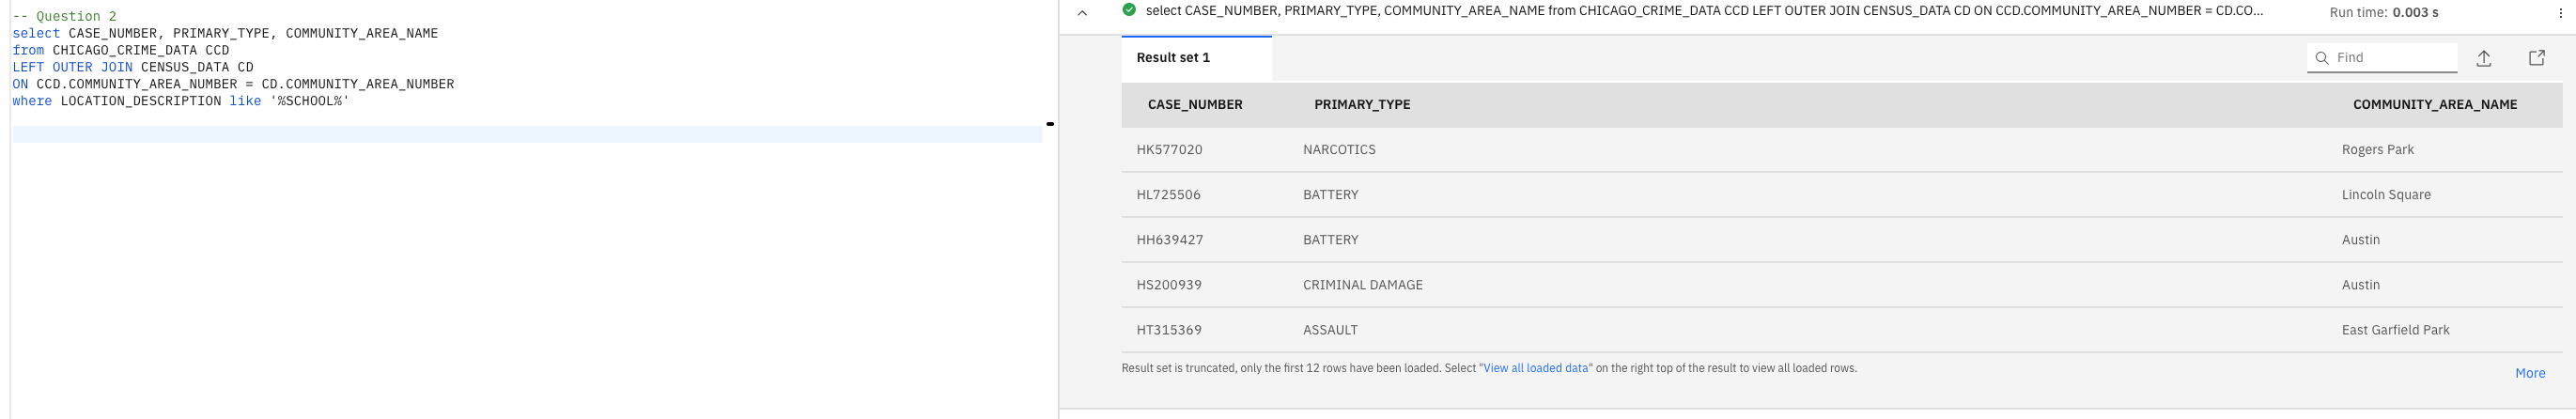 -- Question 2
select CASE_NUMBER, PRIMARY_TYPE, COMMUNITY_AREA_NAME
from CHICAGO_CRIME_DATA CCD
LEFT OUTER JOIN CENSUS_DATA CD
ON CCD.COMMUNITY_AREA_NUMBER = CD.COMMUNITY_AREA_NUMBER
where LOCATION_DESCRIPTION like '%SCHOOL%'
select CASE_NUMBER, PRIMARY_TYPE, COMMUNITY_AREA_NAME from CHICAGO_CRIME_DATA CCD LEFT OUTER JOIN CENSUS_DATA CD ON CCD.COMMUNITY_AREA_NUMBER = CD.CO... Run time: 0.003 s
Result set 1 Find
CASE_NUMBER PRIMARY_TYPE COMMUNITY_AREA_NAME
HK577020 NARCOTICS Rogers Park
HL725506 BATTERY Lincoln Square
HH639427 BATTERY Austin
HS200939 CRIMINAL DAMAGE Austin
HT315369 ASSAULT East Garfield Park
Result set is truncated, only the first 12 rows have been loaded. Select "View all loaded data" on the right top of the result to view all loaded rows.
More